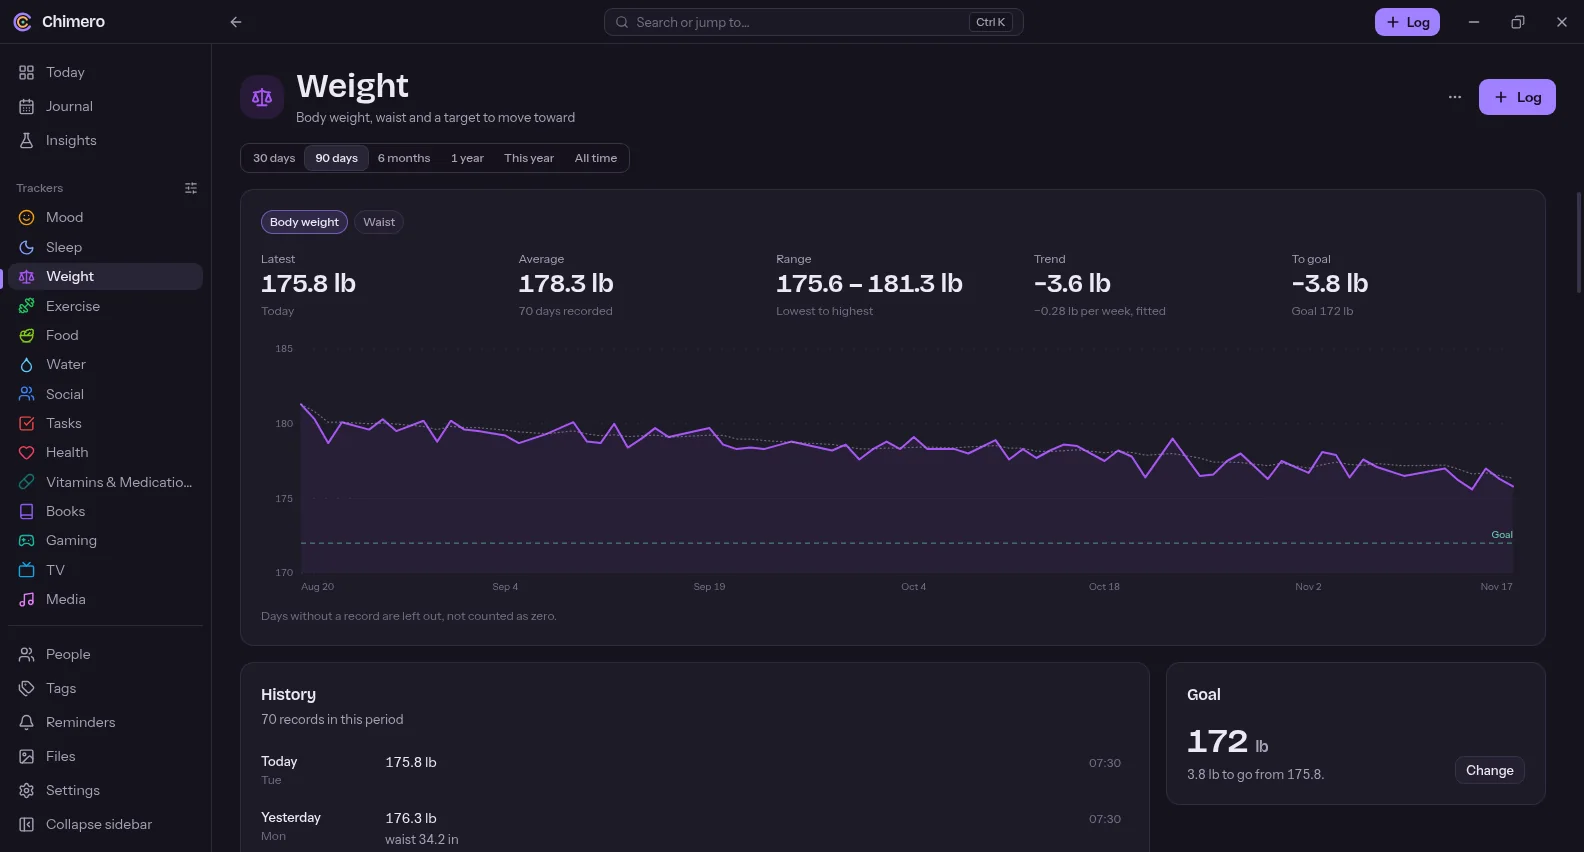 Chimero
Search or jump to...
Ctrl K
+ Log
Today
Journal
Insights
Trackers
Mood
Sleep
Weight
Exercise
Food
Water
Social
Tasks
Health
Vitamins & Medicatio...
Books
Gaming
TV
Media
People
Tags
Reminders
Files
Settings
Collapse sidebar
Weight
Body weight, waist and a target to move toward
+ Log
30 days 90 days 6 months 1 year This year All time
Body weight Waist
Latest
175.8 lb
Today
Average
178.3 lb
70 days recorded
Range
175.6 – 181.3 lb
Lowest to highest
Trend
-3.6 lb
−0.28 lb per week, fitted
To goal
-3.8 lb
Goal 172 lb
185
180
175
170
Goal
Aug 20 Sep 4 Sep 19 Oct 4 Oct 18 Nov 2 Nov 17
Days without a record are left out, not counted as zero.
History
70 records in this period
Today 175.8 lb 07:30
Tue
Yesterday 176.3 lb 07:30
Mon waist 34.2 in
Goal
172 lb
3.8 lb to go from 175.8.
Change